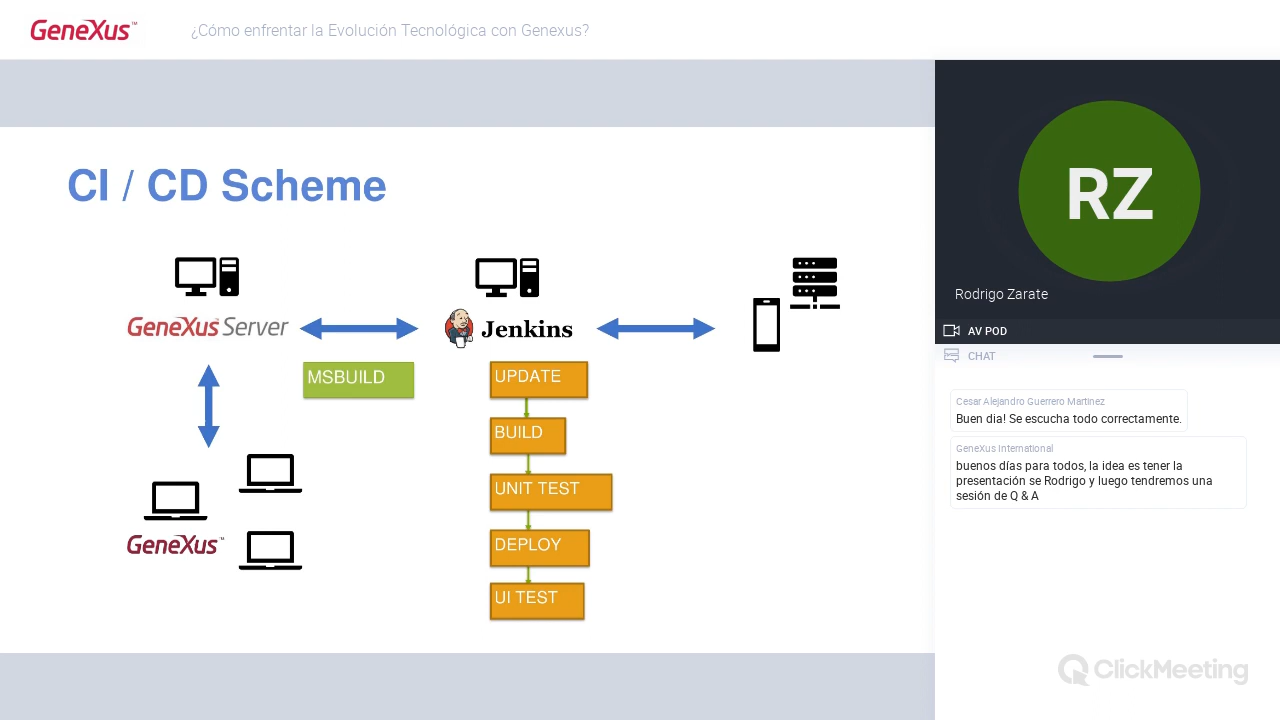 GeneXus™
¿Cómo enfrentar la Evolución Tecnológica con Genexus?
CI / CD Scheme
GeneXus Server
Jenkins
MSBUILD
UPDATE
BUILD
UNIT TEST
DEPLOY
UI TEST
GeneXus™
RZ
Rodrigo Zarate
AV POD
CHAT
Cesar Alejandro Guerrero Martinez
Buen dia! Se escucha todo correctamente.
GeneXus International
buenos días para todos, la idea es tener la
presentación se Rodrigo y luego tendremos una
sesión de Q & A
ClickMeeting